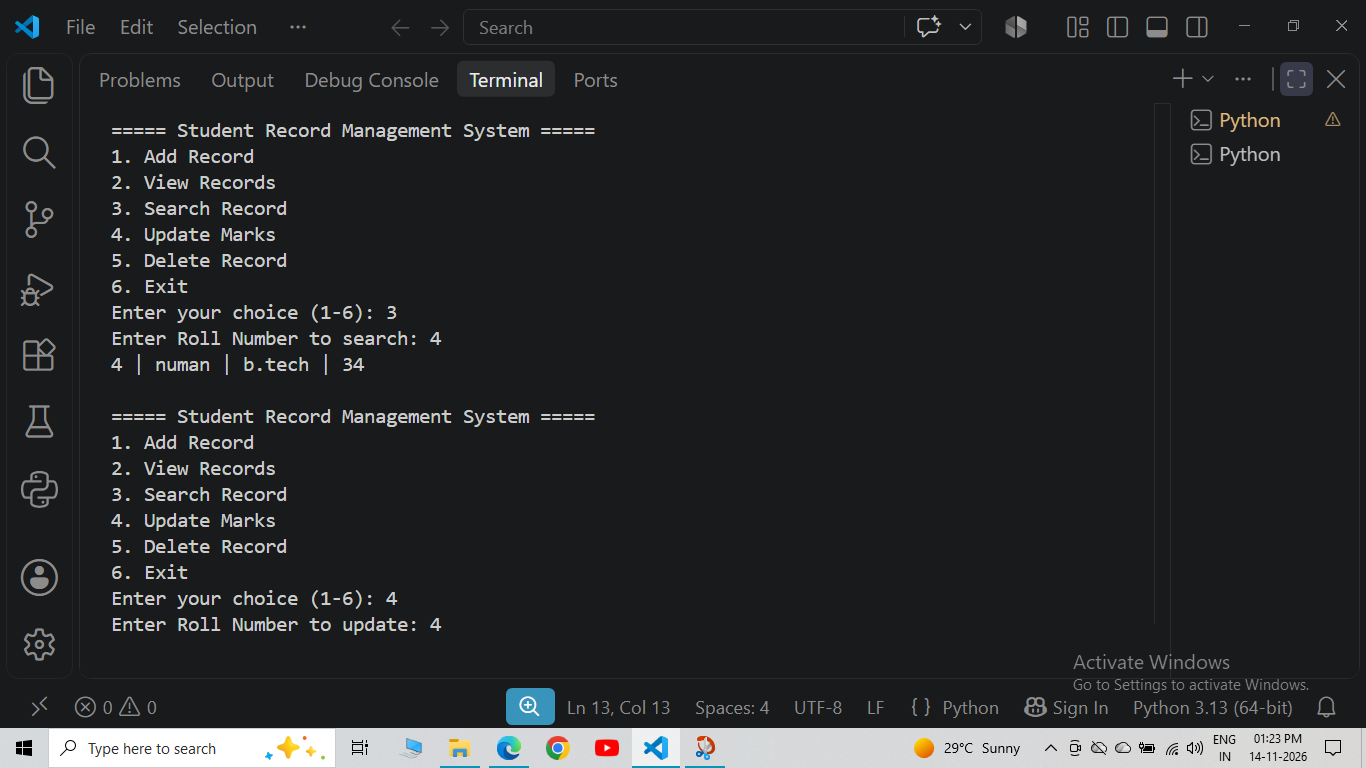 File Edit Selection ···
Search
Problems Output Debug Console Terminal Ports
===== Student Record Management System =====
1. Add Record
2. View Records
3. Search Record
4. Update Marks
5. Delete Record
6. Exit
Enter your choice (1-6): 3
Enter Roll Number to search: 4
4 | numan | b.tech | 34
===== Student Record Management System =====
1. Add Record
2. View Records
3. Search Record
4. Update Marks
5. Delete Record
6. Exit
Enter your choice (1-6): 4
Enter Roll Number to update: 4
Python
Python
Activate Windows
Go to Settings to activate Windows.
0 0 Ln 13, Col 13 Spaces: 4 UTF-8 LF { } Python Sign In Python 3.13 (64-bit)
Type here to search
29°C Sunny
ENG
IN
01:23 PM
14-11-2026